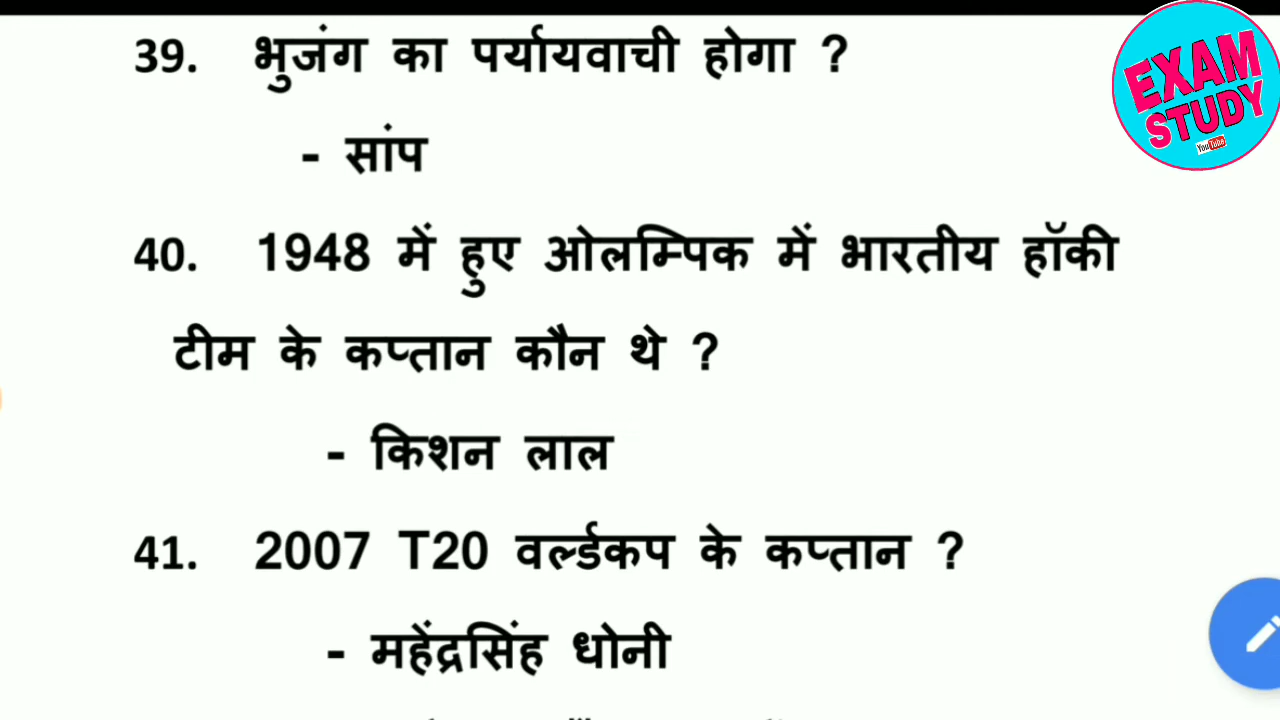 39. भुजंग का पर्यायवाची होगा ?
- सांप
40. 1948 में हुए ओलम्पिक में भारतीय हॉकी
टीम के कप्तान कौन थे ?
- किशन लाल
41. 2007 T20 वर्ल्डकप के कप्तान ?
- महेंद्रसिंह धोनी
EXAM
STUDY
YouTube